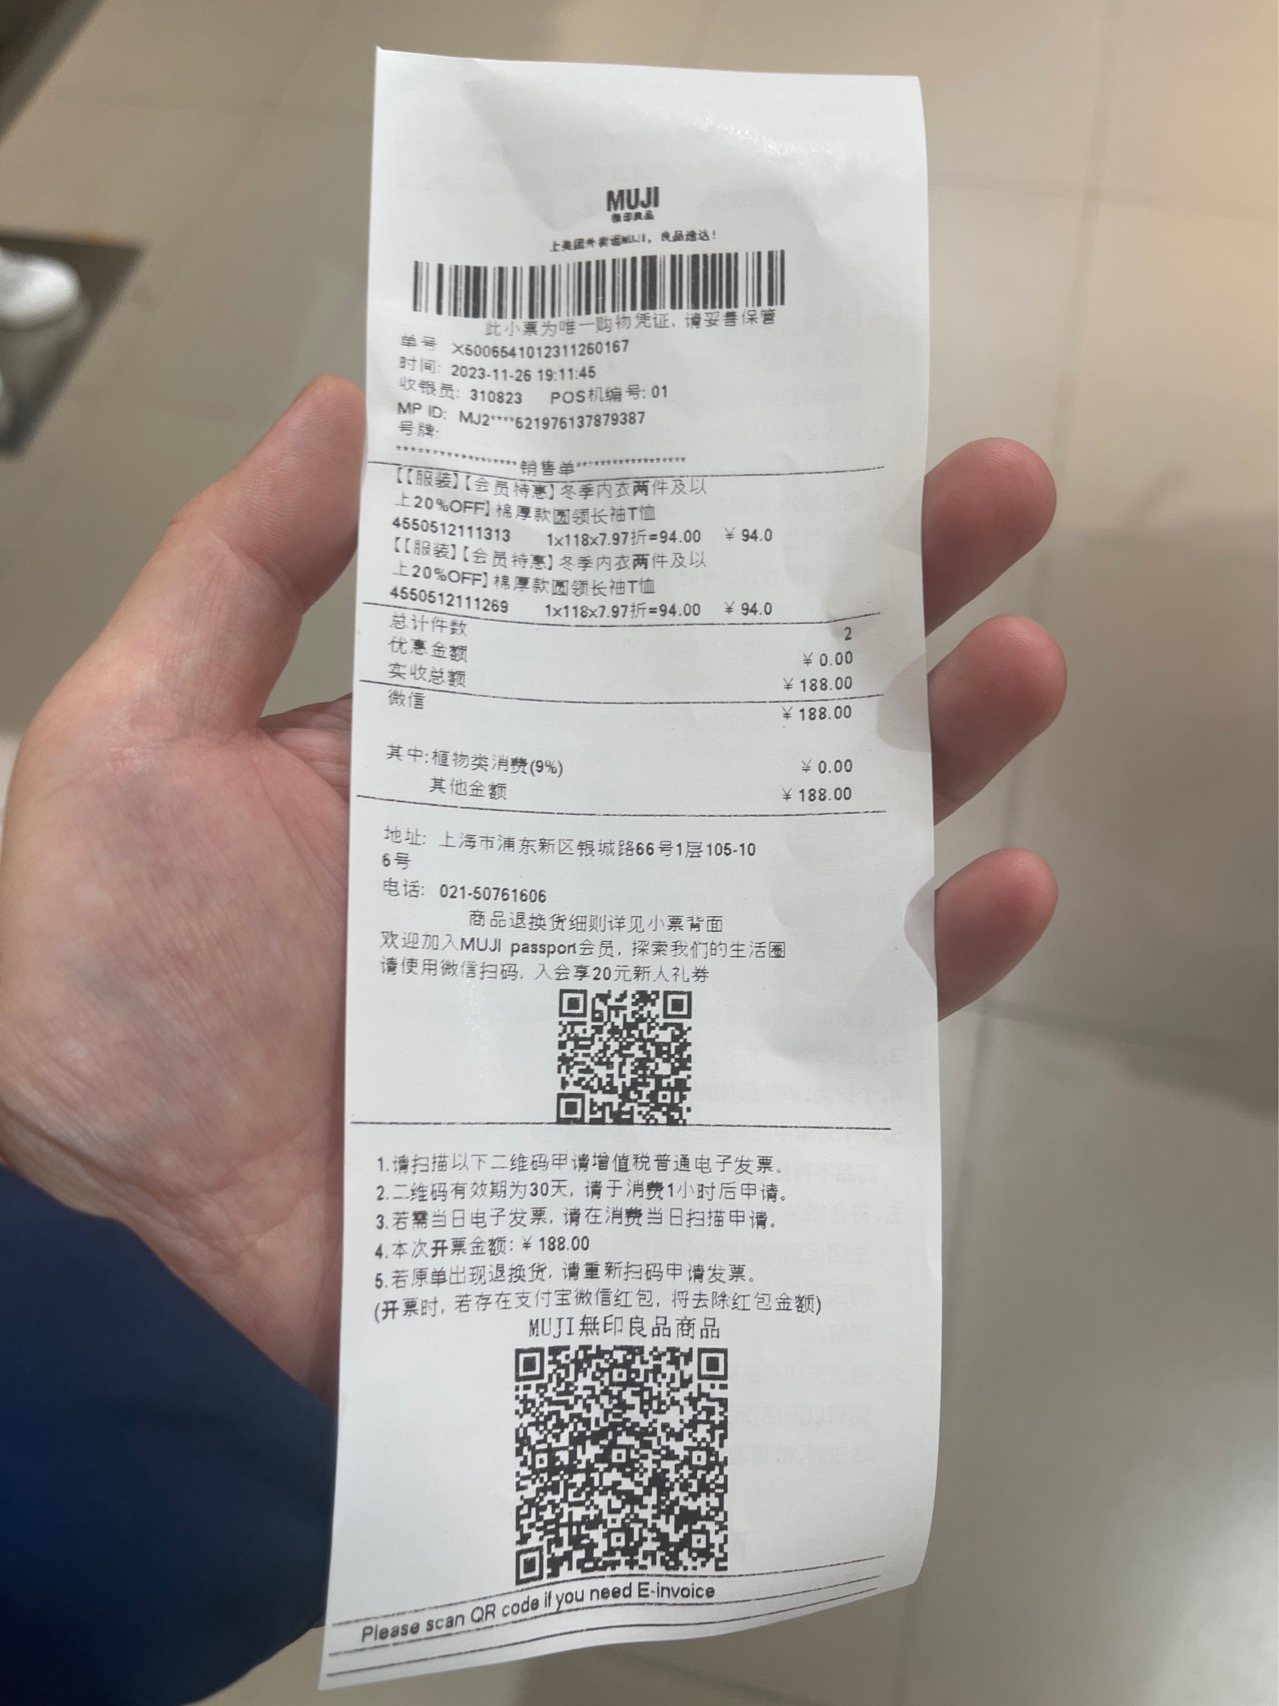 MUJI
無印良品
上美团外卖逛MUJI，良品速达！
此小票为唯一购物凭证，请妥善保管
单号 X5006541012311260167
时间: 2023-11-26 19:11:45
收银员: 310823 POS机编号: 01
MP ID: MJ2****621976137879387
号牌:
******************销售单****************
【[服装]【会员特惠】冬季内衣两件及以
上20%OFF】棉厚款圆领长袖T恤
4550512111313 1x118x7.97折=94.00 ￥94.0
【[服装]【会员特惠】冬季内衣两件及以
上20%OFF】棉厚款圆领长袖T恤
4550512111269 1x118x7.97折=94.00 ￥94.0
总计件数 2
优惠金额 ￥0.00
实收总额 ￥188.00
微信 ￥188.00
其中:植物类消费(9%) ￥0.00
其他金额 ￥188.00
地址: 上海市浦东新区银城路66号1层105-10
6号
电话: 021-50761606
商品退换货细则详见小票背面
欢迎加入MUJI passport会员, 探索我们的生活圈
请使用微信扫码, 入会享20元新人礼券
1.请扫描以下二维码申请增值税普通电子发票。
2.二维码有效期为30天, 请于消费1小时后申请。
3.若需当日电子发票, 请在消费当日扫描申请。
4.本次开票金额:￥188.00
5.若原单出现退换货, 请重新扫码申请发票。
(开票时, 若存在支付宝微信红包, 将去除红包金额)
MUJI無印良品商品
Please scan QR code if you need E-invoice